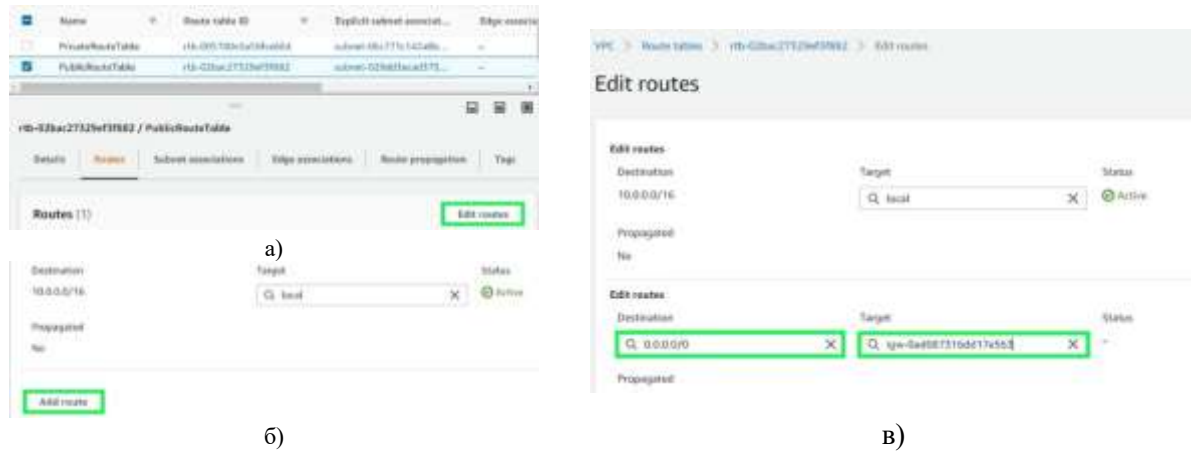 Name Route table ID Explicit subnet associat... Edge associa
PrivateRouteTable
PublicRouteTable
/ PublicRouteTable
Details Routes Subnet associations Edge associations Route propagation Tags
Routes (1) Edit routes
а)
Destination Target Status
10.0.0.0/16 local Active
Propagated
No
Add route
б)
VPC > Route tables > > Edit routes
Edit routes
Edit routes
Destination Target Status
10.0.0.0/16 local Active
Propagated
No
Edit routes
Destination Target Status
0.0.0.0/0 -
Propagated
в)